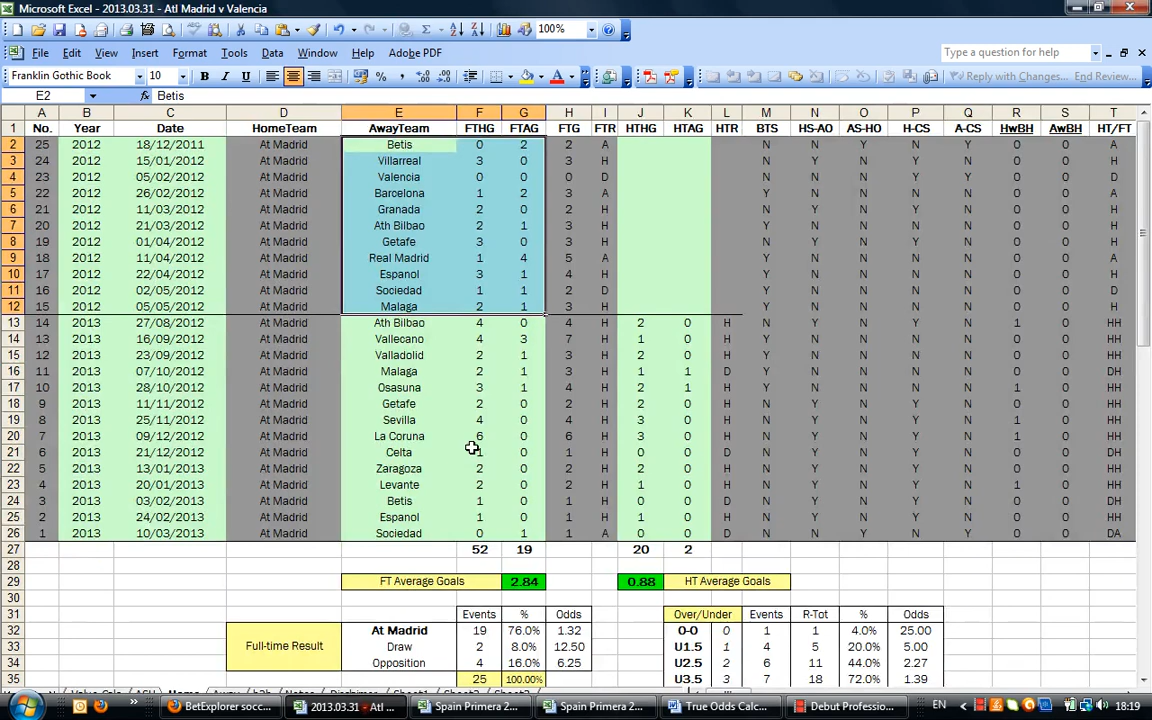 Microsoft Excel - 2013.03.31 - Atl Madrid v Valencia
100%
File Edit View Insert Format Tools Data Window Help Adobe PDF Type a question for help
Franklin Gothic Book 10 B I U Reply with Changes... End Review...
E2 fx Betis
A B C D E F G H I J K L M N O P Q R S T
1 No. Year Date HomeTeam AwayTeam FTHG FTAG FTG FTR HTHG HTAG HTR BTS HS-AO AS-HO H-CS A-CS HwBH AwBH HT/FT
2 25 2012 18/12/2011 At Madrid Betis 0 2 2 A N N Y N Y 0 0 A
3 24 2012 15/01/2012 At Madrid Villarreal 3 0 3 H N Y N Y N 0 0 H
4 23 2012 05/02/2012 At Madrid Valencia 0 0 0 D N N N Y Y 0 0 D
5 22 2012 26/02/2012 At Madrid Barcelona 1 2 3 A Y N N N N 0 0 A
6 21 2012 11/03/2012 At Madrid Granada 2 0 2 H N Y N Y N 0 0 H
7 20 2012 21/03/2012 At Madrid Ath Bilbao 2 1 3 H Y N N N N 0 0 H
8 19 2012 01/04/2012 At Madrid Getafe 3 0 3 H N Y N Y N 0 0 H
9 18 2012 11/04/2012 At Madrid Real Madrid 1 4 5 A Y N N N N 0 0 A
10 17 2012 22/04/2012 At Madrid Espanol 3 1 4 H Y N N N N 0 0 H
11 16 2012 02/05/2012 At Madrid Sociedad 1 1 2 D Y N N N N 0 0 D
12 15 2012 05/05/2012 At Madrid Malaga 2 1 3 H Y N N N N 0 0 H
13 14 2013 27/08/2012 At Madrid Ath Bilbao 4 0 4 H 2 0 H N Y N Y N 1 0 HH
14 13 2013 16/09/2012 At Madrid Vallecano 4 3 7 H 1 0 H Y N N N N 0 0 HH
15 12 2013 23/09/2012 At Madrid Valladolid 2 1 3 H 2 0 H Y N N N N 0 0 HH
16 11 2013 07/10/2012 At Madrid Malaga 2 1 3 H 1 1 D Y N N N N 0 0 DH
17 10 2013 28/10/2012 At Madrid Osasuna 3 1 4 H 2 1 H Y N N N N 1 0 HH
18 9 2013 11/11/2012 At Madrid Getafe 2 0 2 H 2 0 H N Y N Y N 0 0 HH
19 8 2013 25/11/2012 At Madrid Sevilla 4 0 4 H 3 0 H N Y N Y N 1 0 HH
20 7 2013 09/12/2012 At Madrid La Coruna 6 0 6 H 3 0 H N Y N Y N 1 0 HH
21 6 2013 21/12/2012 At Madrid Celta 0 1 H 0 0 D N Y N Y N 0 0 DH
22 5 2013 13/01/2013 At Madrid Zaragoza 2 0 2 H 2 0 H N Y N Y N 0 0 HH
23 4 2013 20/01/2013 At Madrid Levante 2 0 2 H 1 0 H N Y N Y N 1 0 HH
24 3 2013 03/02/2013 At Madrid Betis 1 0 1 H 0 0 D N Y N Y N 0 0 DH
25 2 2013 24/02/2013 At Madrid Espanol 1 0 1 H 1 0 H N Y N Y N 0 0 HH
26 1 2013 10/03/2013 At Madrid Sociedad 0 1 1 A 0 0 D N N Y N Y 0 0 DA
27 52 19 20 2
28
29 FT Average Goals 2.84 0.88 HT Average Goals
30
31 Events % Odds Over/Under Events R-Tot % Odds
32 At Madrid 19 76.0% 1.32 0-0 0 1 1 4.0% 25.00
33 Full-time Result Draw 2 8.0% 12.50 U1.5 1 4 5 20.0% 5.00
34 Opposition 4 16.0% 6.25 U2.5 2 6 11 44.0% 2.27
35 25 100.00% U3.5 3 7 18 72.0% 1.39
BetExplorer socc... 2013.03.31 - Atl ... Spain Primera 2... Spain Primera 2... True Odds Calc... Debut Professio... EN 18:19